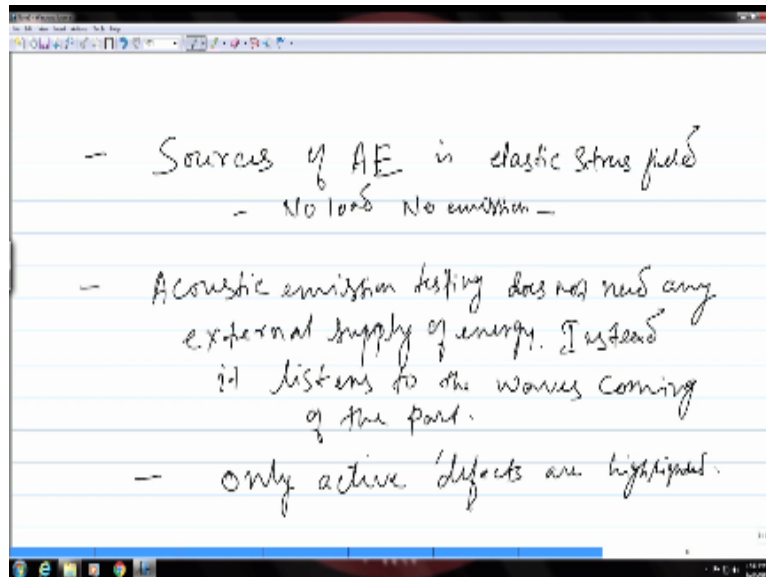 - Sources of AE is elastic stress field
- No load No emission -
- Acoustic emission testing does not need any
external supply of energy. Instead
it listens to the waves coming
of the part.
- only active defects are highlighted.